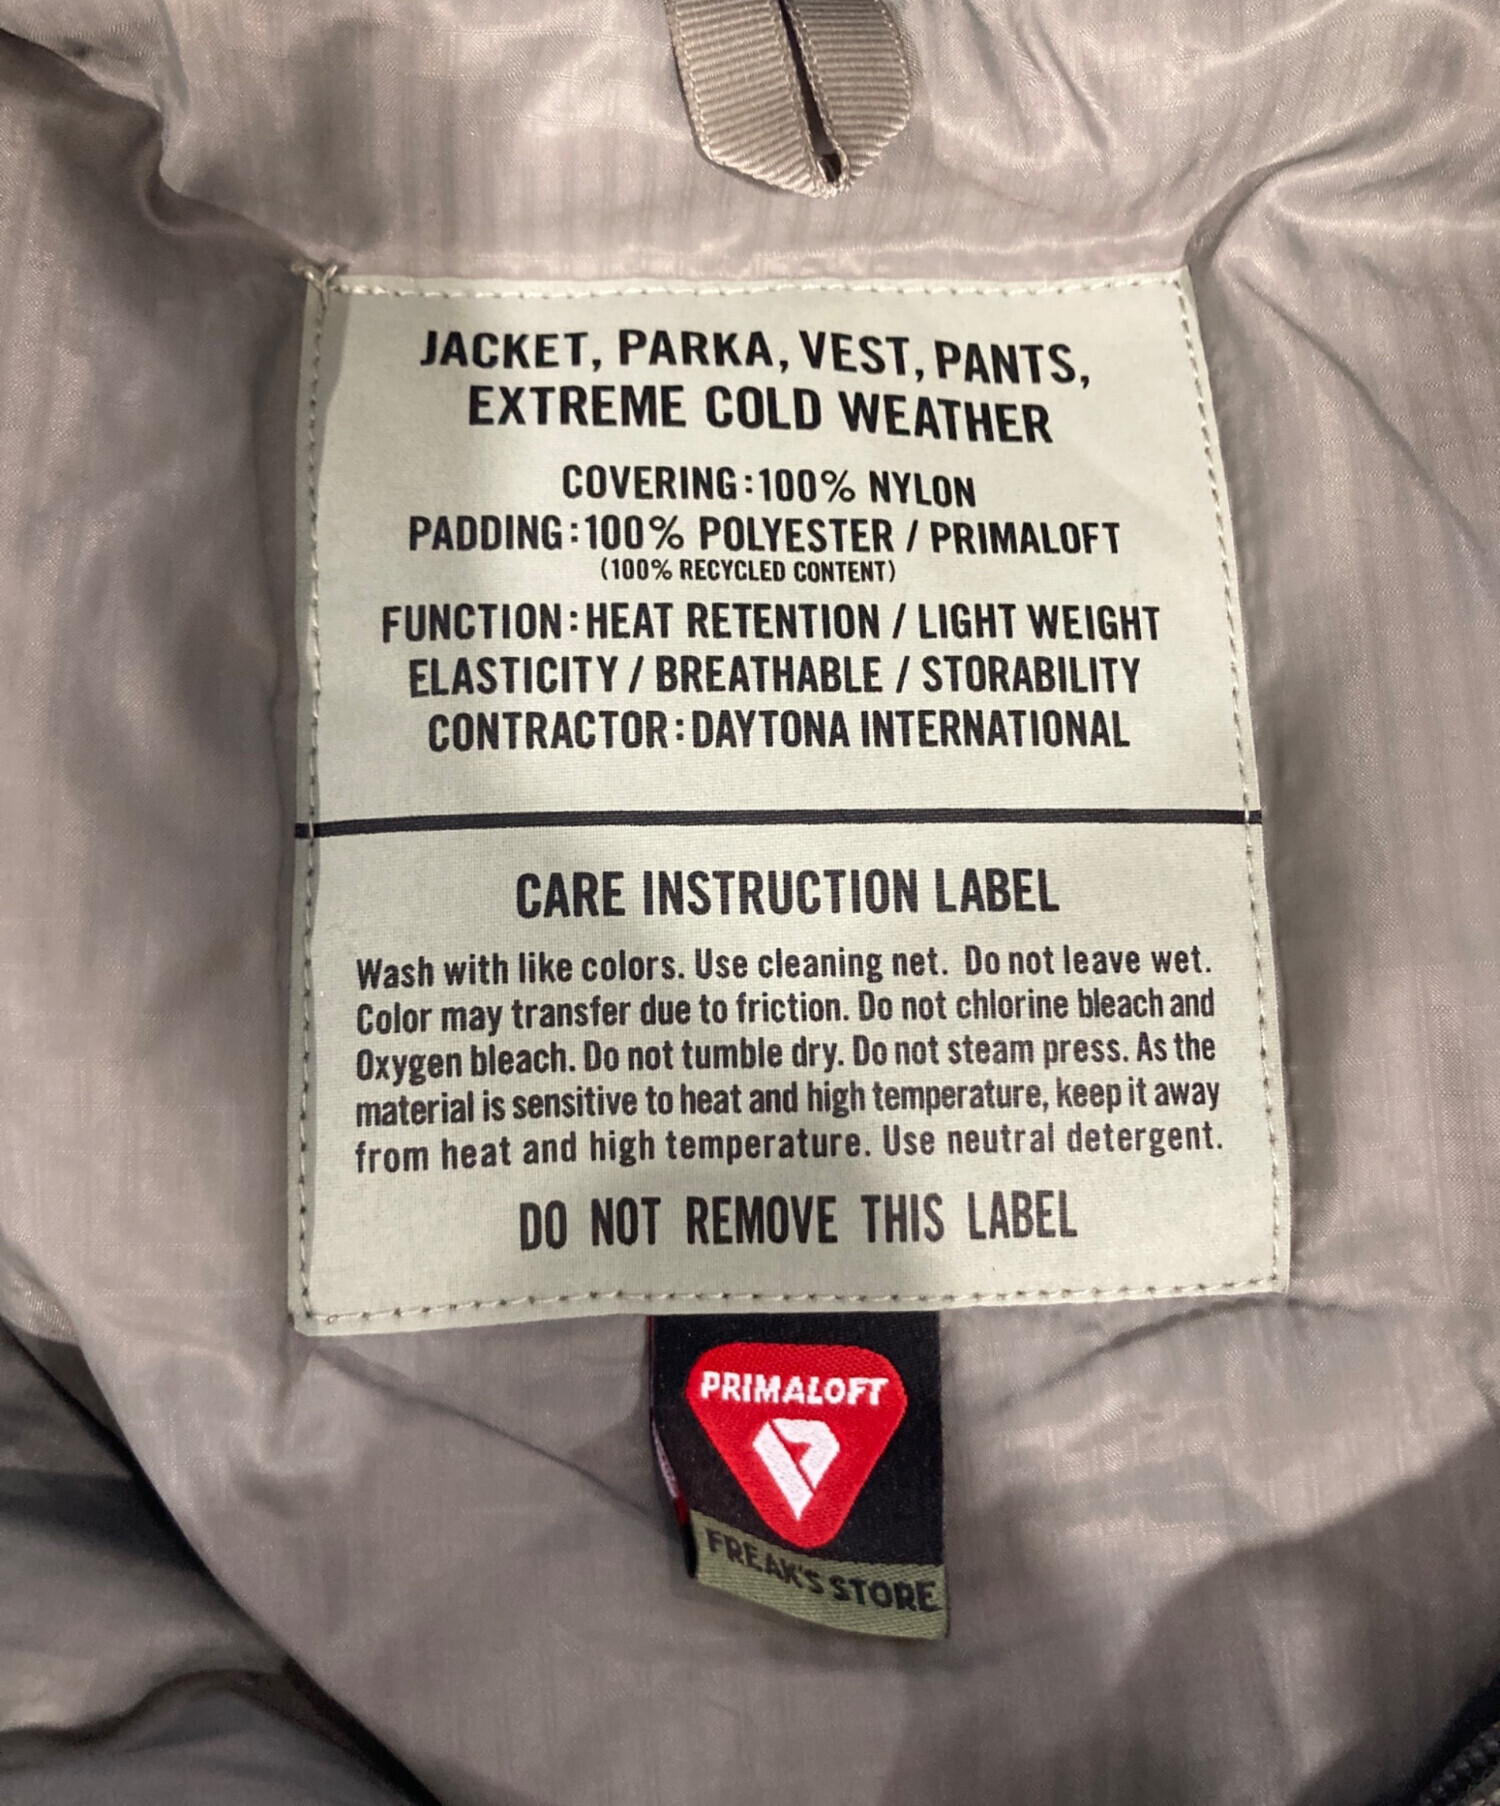 JACKET, PARKA, VEST, PANTS,
EXTREME COLD WEATHER
COVERING:100% NYLON
PADDING:100% POLYESTER / PRIMALOFT
(100% RECYCLED CONTENT)
FUNCTION:HEAT RETENTION / LIGHT WEIGHT
ELASTICITY / BREATHABLE / STORABILITY
CONTRACTOR:DAYTONA INTERNATIONAL
CARE INSTRUCTION LABEL
Wash with like colors. Use cleaning net. Do not leave wet.
Color may transfer due to friction. Do not chlorine bleach and
Oxygen bleach. Do not tumble dry. Do not steam press. As the
material is sensitive to heat and high temperature, keep it away
from heat and high temperature. Use neutral detergent.
DO NOT REMOVE THIS LABEL
PRIMALOFT
FREAK'S STORE